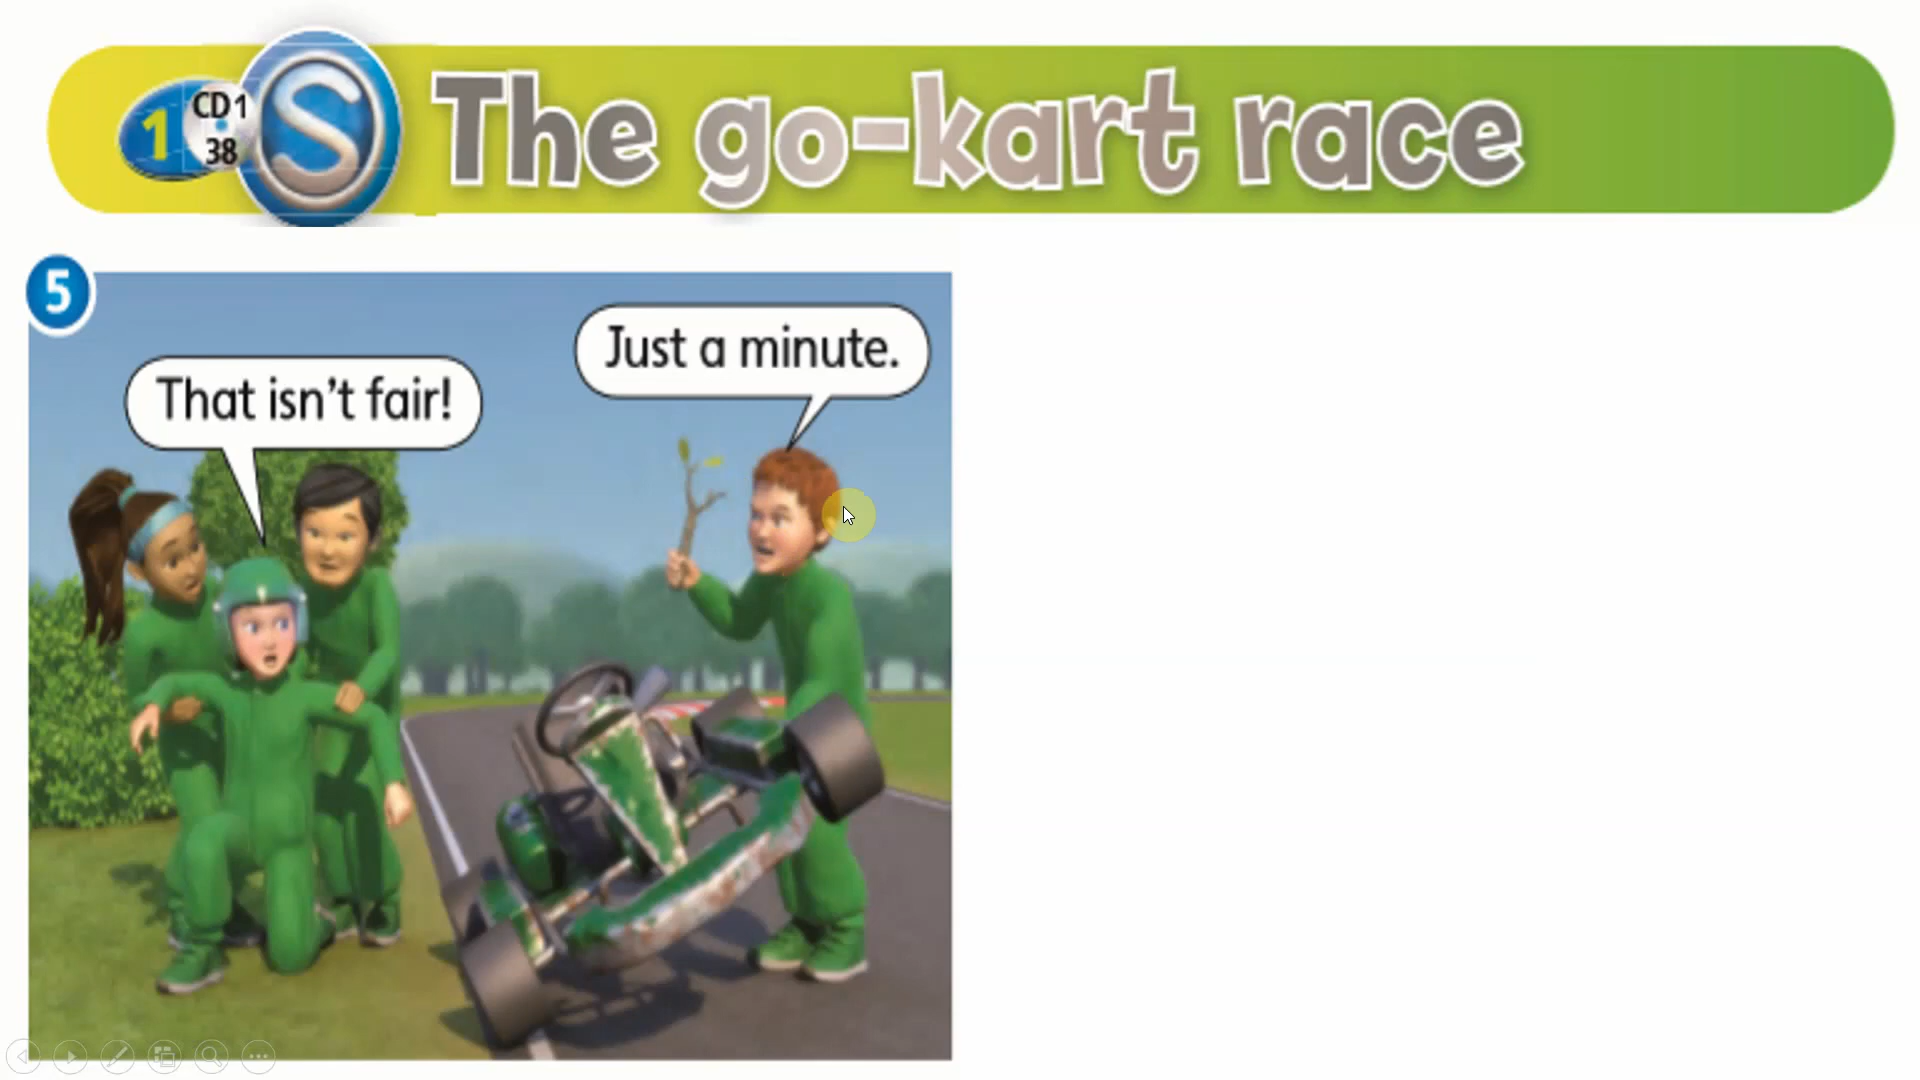 1
CD1
38
S
The go-kart race
5
Just a minute.
That isn't fair!